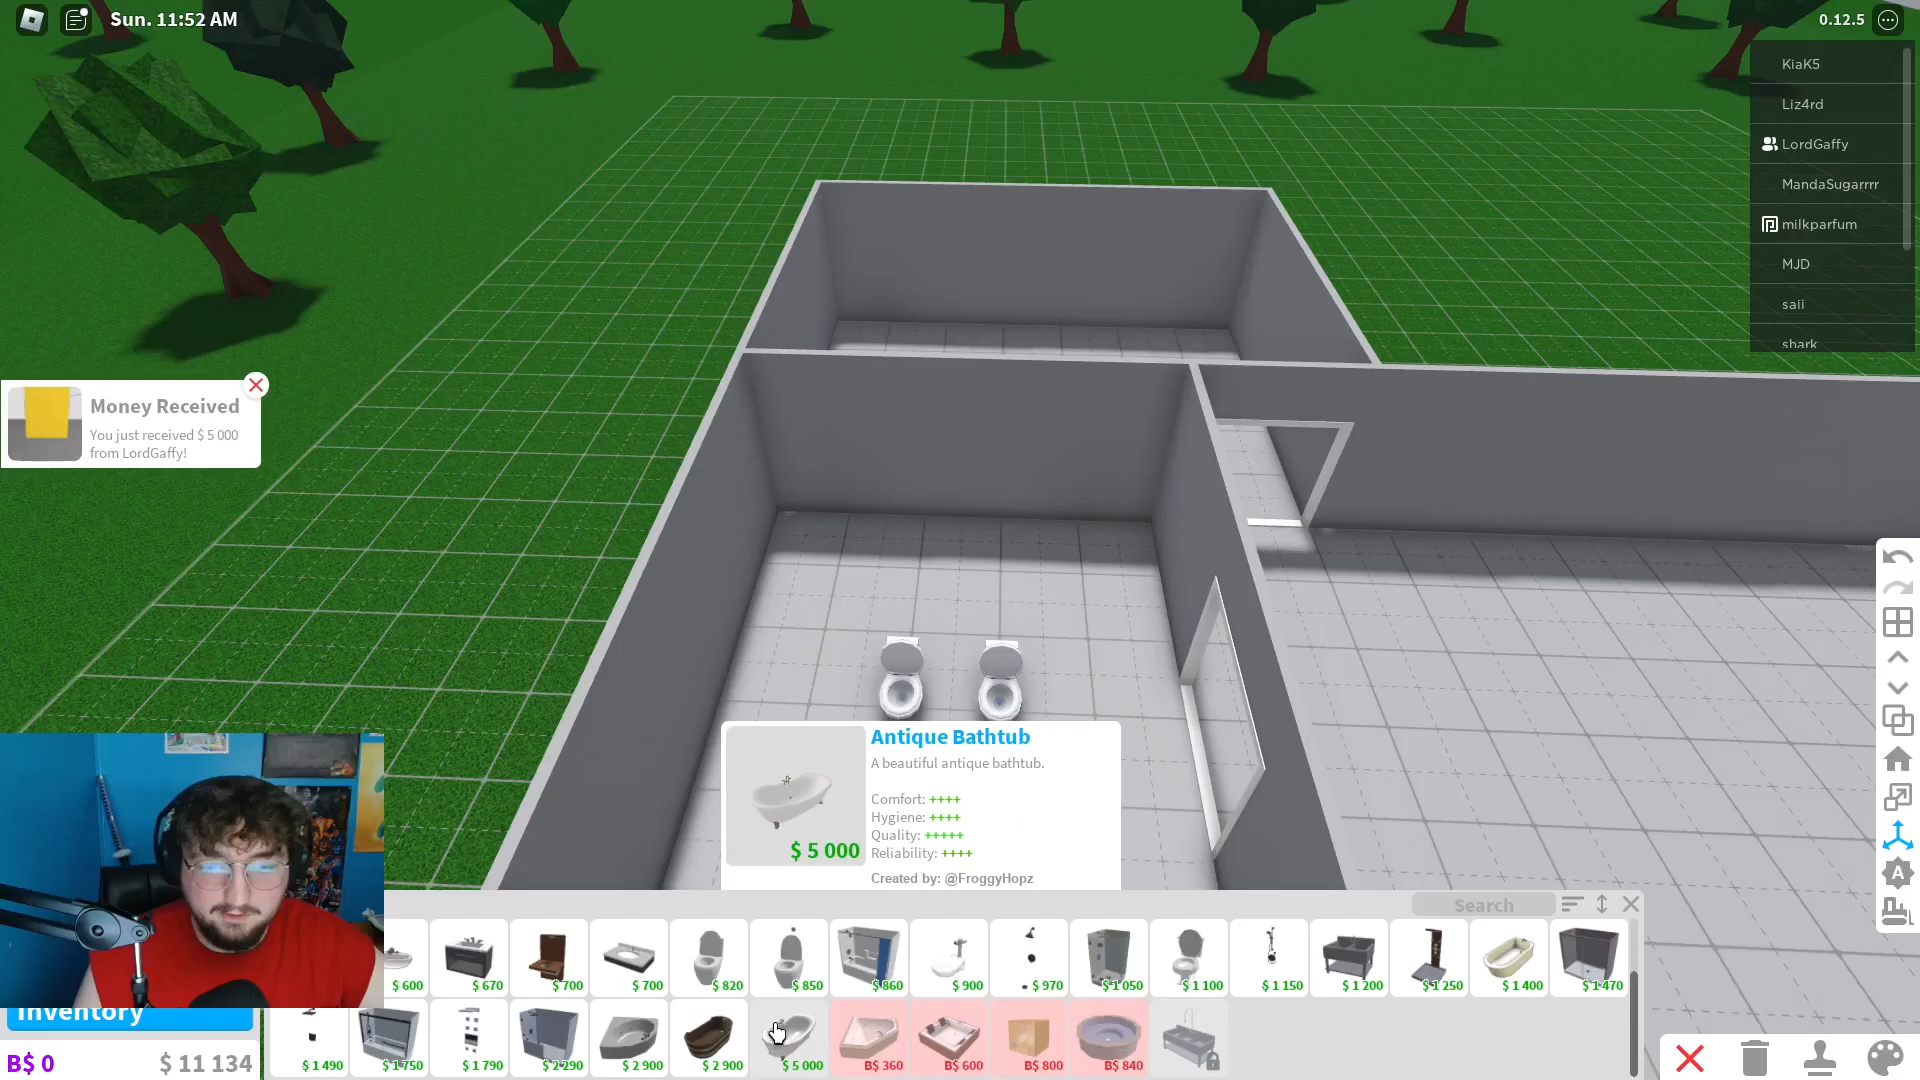 Sun. 11:52 AM
0.12.5
KiaK5
Liz4rd
LordGaffy
MandaSugarrrr
milkparfum
MJD
saii
shark
Money Received
You just received $ 5 000
from LordGaffy!
Antique Bathtub
A beautiful antique bathtub.
Comfort: ++++
Hygiene: ++++
Quality: +++++
Reliability: ++++
$ 5 000
Created by: @FroggyHopz
Search
$ 600
$ 670
$ 700
$ 700
$ 820
$ 850
$ 860
$ 900
$ 970
$ 1 050
$ 1 100
$ 1 150
$ 1 200
$ 1 250
$ 1 400
$ 1 470
$ 1 490
$ 1 750
$ 1 790
$ 2 290
$ 2 900
$ 2 900
$ 5 000
B$ 360
B$ 600
B$ 800
B$ 840
A
Inventory
B$ 0
$ 11 134